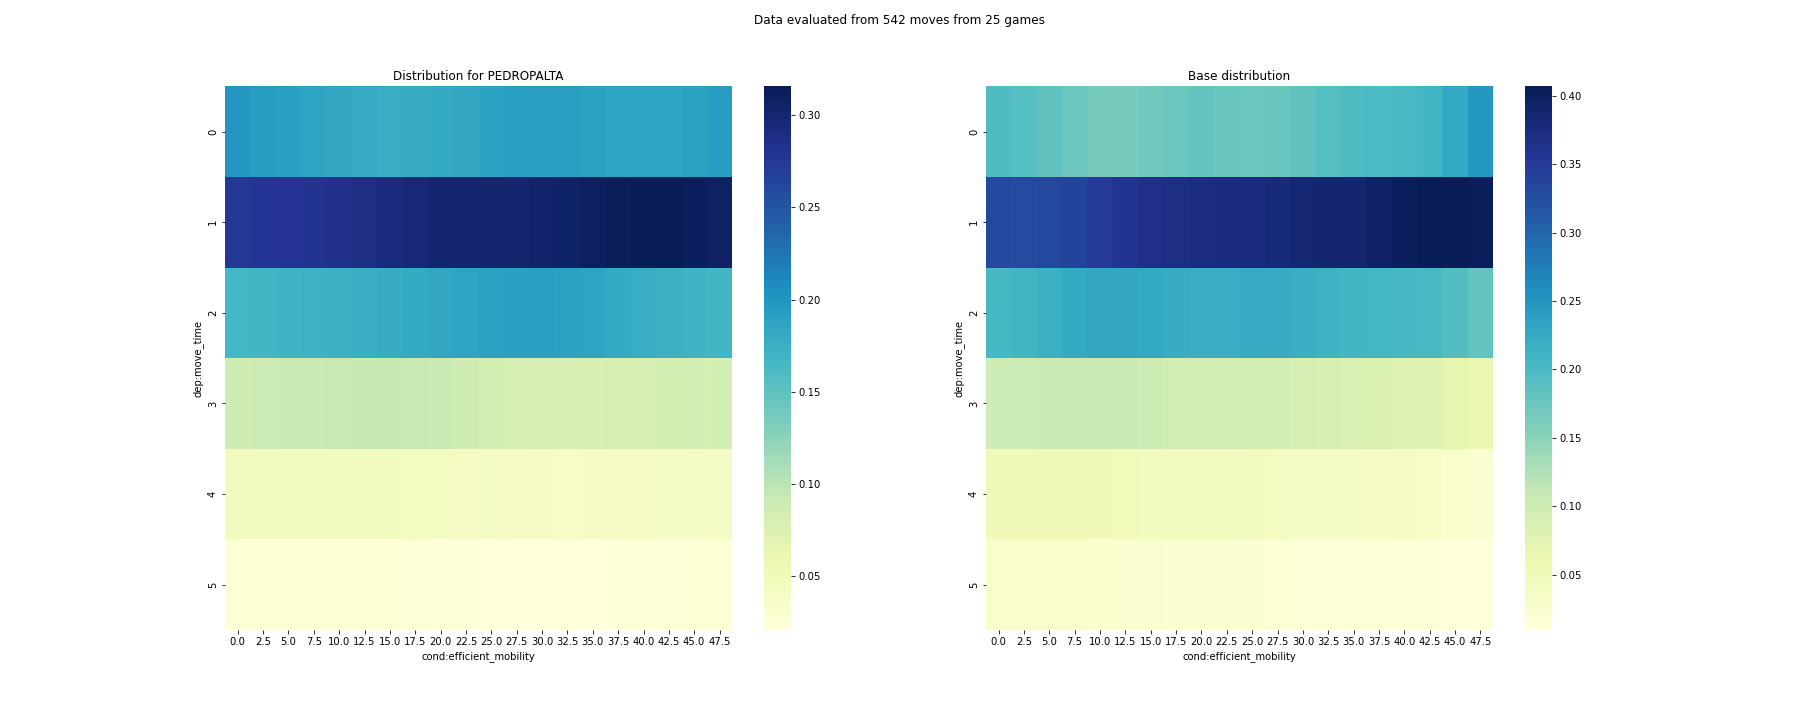 Data evaluated from 542 moves from 25 games
Distribution for PEDROPALTA
Base distribution
dep:move_time
0
1
2
3
4
5
0.0 2.5 5.0 7.5 10.0 12.5 15.0 17.5 20.0 22.5 25.0 27.5 30.0 32.5 35.0 37.5 40.0 42.5 45.0 47.5
cond:efficient_mobility
0.30
0.25
0.20
0.15
0.10
0.05
dep:move_time
0
1
2
3
4
5
0.0 2.5 5.0 7.5 10.0 12.5 15.0 17.5 20.0 22.5 25.0 27.5 30.0 32.5 35.0 37.5 40.0 42.5 45.0 47.5
cond:efficient_mobility
0.40
0.35
0.30
0.25
0.20
0.15
0.10
0.05